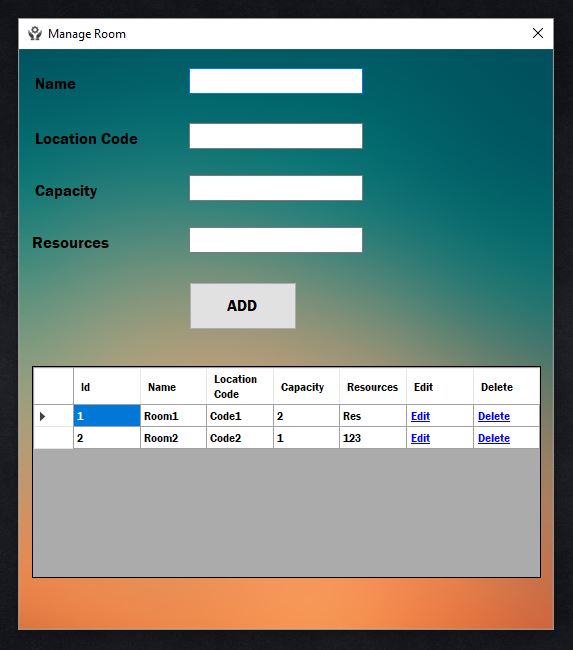 Manage Room
Name
Location Code
Capacity
Resources
ADD
Id Name Location Code Capacity Resources Edit Delete
1 Room1 Code1 2 Res Edit Delete
2 Room2 Code2 1 123 Edit Delete